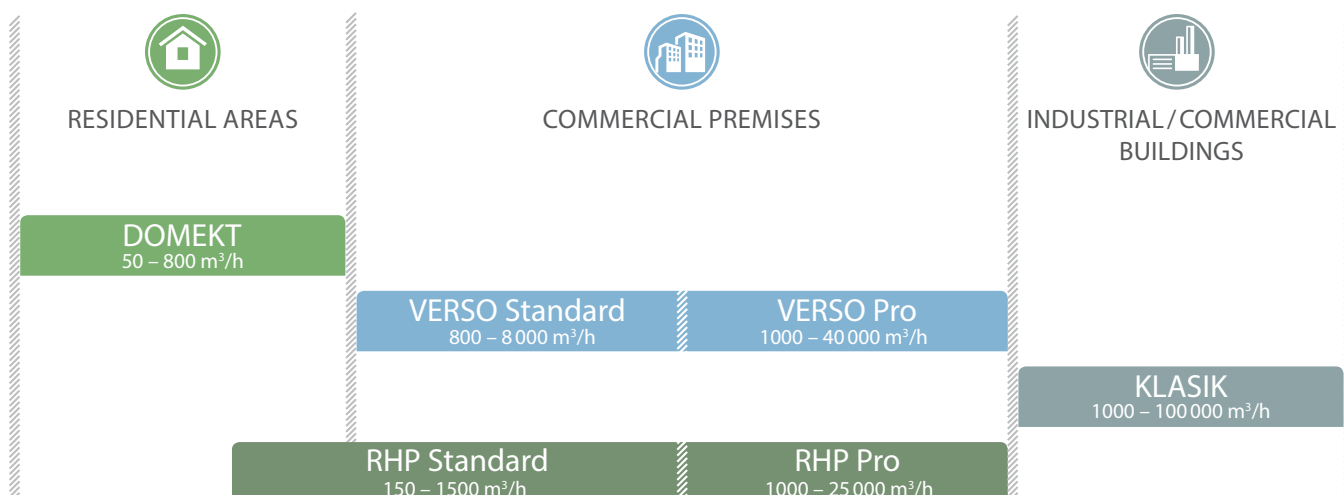 RESIDENTIAL AREAS
COMMERCIAL PREMISES
INDUSTRIAL/COMMERCIAL
BUILDINGS
DOMEKT
50 – 800 m³/h
VERSO Standard
800 – 8 000 m³/h
VERSO Pro
1000 – 40 000 m³/h
KLASIK
1000 – 100 000 m³/h
RHP Standard
150 – 1500 m³/h
RHP Pro
1000 – 25 000 m³/h